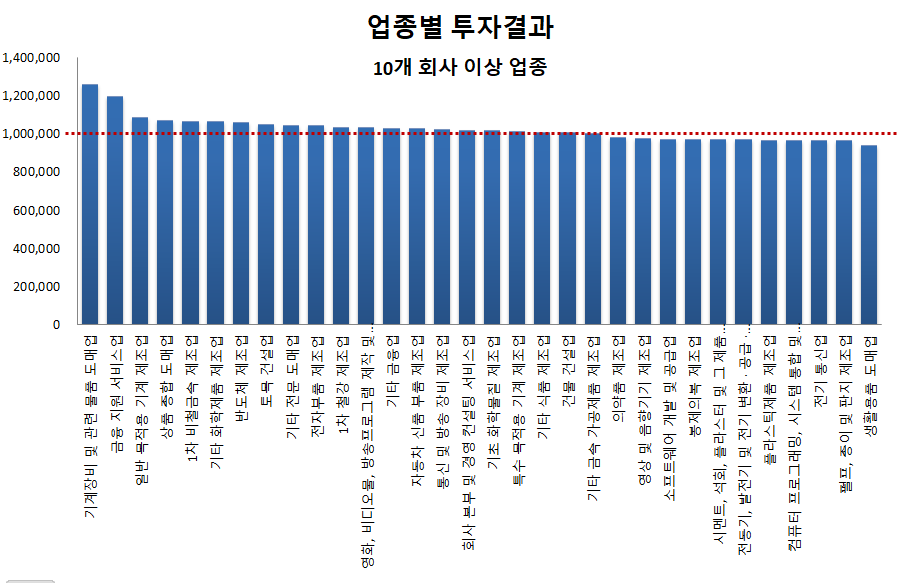 업종별 투자결과
10개 회사 이상 업종
1,400,000
1,200,000
1,000,000
800,000
600,000
400,000
200,000
0
기계장비 및 관련 물품 도매업
금융 지원 서비스업
일반 목적용 기계 제조업
상품 종합 도매업
1차 비철금속 제조업
기타 화학제품 제조업
반도체 제조업
토목 건설업
기타 전문 도매업
전자부품 제조업
1차 철강 제조업
영화, 비디오물, 방송프로그램 제작 및…
기타 금융업
자동차 신품 부품 제조업
통신 및 방송 장비 제조업
회사 본부 및 경영 컨설팅 서비스업
기초 화학물질 제조업
특수 목적용 기계 제조업
기타 식품 제조업
건물 건설업
기타 금속 가공제품 제조업
의약품 제조업
영상 및 음향기기 제조업
소프트웨어 개발 및 공급업
봉제의복 제조업
시멘트, 석회, 플라스터 및 그 제품…
전동기, 발전기 및 전기 변환 · 공급 ·…
플라스틱제품 제조업
컴퓨터 프로그래밍, 시스템 통합 및…
전기 통신업
펄프, 종이 및 판지 제조업
생활용품 도매업